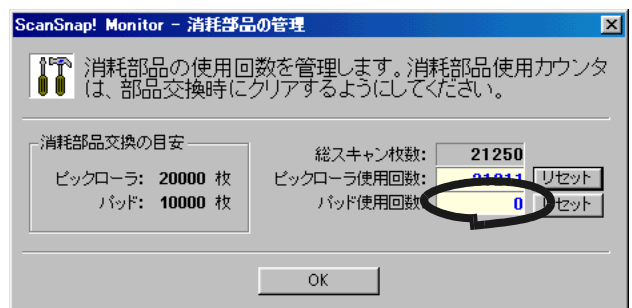 ScanSnap! Monitor - 消耗部品の管理
消耗部品の使用回数を管理します。消耗部品使用カウンタ
は、部品交換時にクリアするようにしてください。
消耗部品交換の目安
ピックローラ: 20000 枚
パッド: 10000 枚
総スキャン枚数: 21250
ピックローラ使用回数: リセット
パッド使用回数: 0 リセット
OK